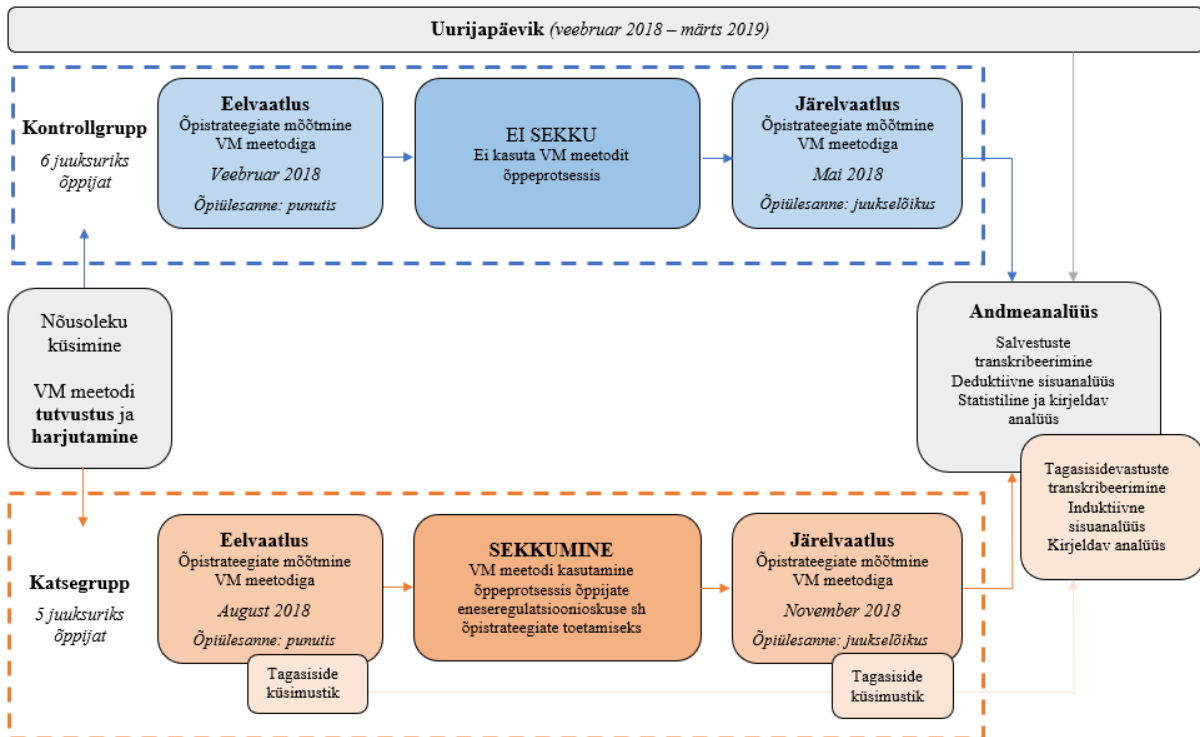 Uurijapäevik (veebruar 2018 – märts 2019)
Kontrollgrupp
6 juuksuriks
õppijat
Eelvaatlus
Õpistrateegiate mõõtmine
VM meetodiga
Veebruar 2018
Õpiülesanne: punutis
EI SEKKU
Ei kasuta VM meetodit
õppeprotsessis
Järelvaatlus
Õpistrateegiate mõõtmine
VM meetodiga
Mai 2018
Õpiülesanne: juukselõikus
Nõusoleku
küsimine
VM meetodi
tutvustus ja
harjutamine
Andmeanalüüs
Salvestuste
transkribeerimine
Deduktiivne sisuanalüüs
Statistiline ja kirjeldav
analüüs
Tagasisidevastuste
transkribeerimine
Induktiivne
sisuanalüüs
Kirjeldav analüüs
Katsegrupp
5 juuksuriks
õppijat
Eelvaatlus
Õpistrateegiate mõõtmine
VM meetodiga
August 2018
Õpiülesanne: punutis
Tagasiside
küsimustik
SEKKUMINE
VM meetodi kasutamine
õppeprotsessis õppijate
eneseregulatsioonioskuse sh
õpistrateegiate toetamiseks
Järelvaatlus
Õpistrateegiate mõõtmine
VM meetodiga
November 2018
Õpiülesanne: juukselõikus
Tagasiside
küsimustik